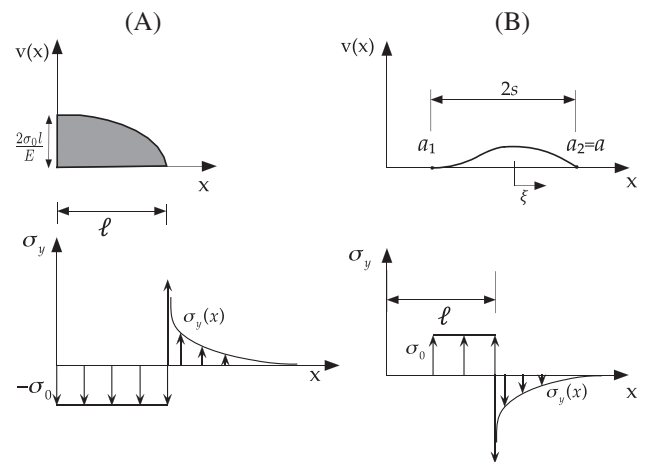 (A)
v(x)
2σ₀l
E
x
ℓ
σ_y
σ_y(x)
x
−σ₀
(B)
v(x)
2s
a₁
a₂=a
x
ξ
σ_y
ℓ
σ₀
σ_y(x)
x